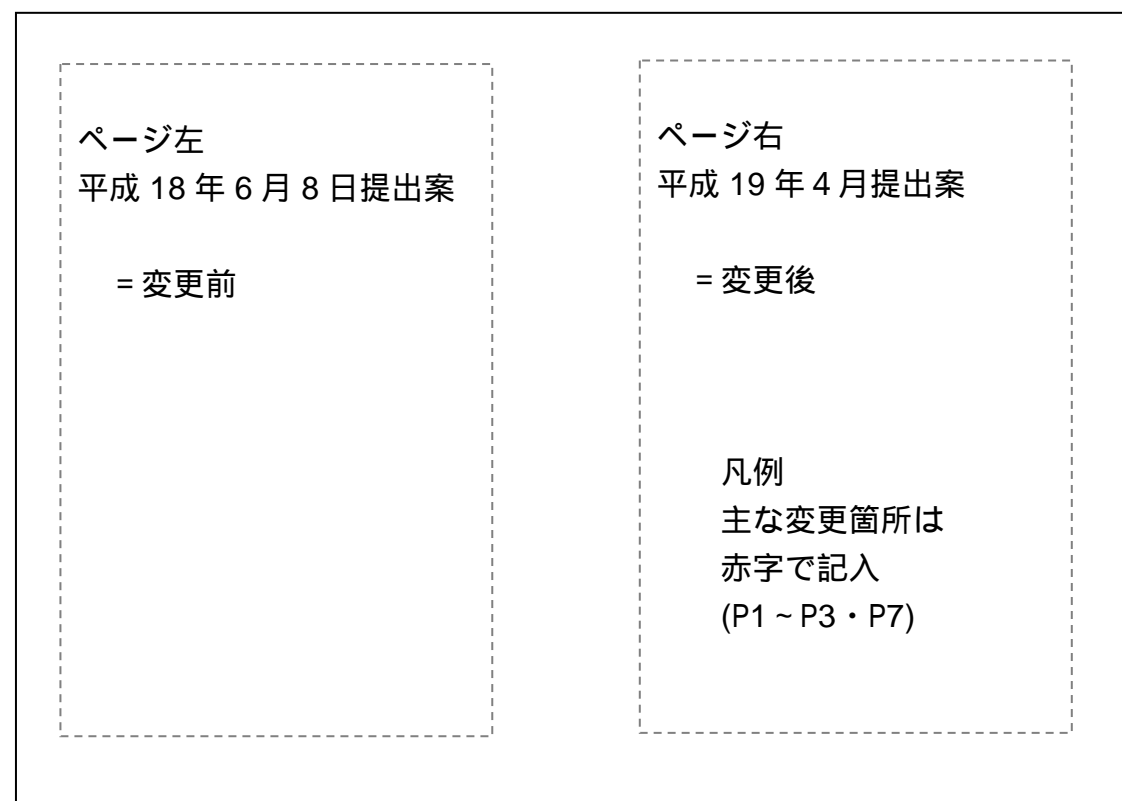 ページ左
平成 18 年 6 月 8 日提出案
= 変更前
ページ右
平成 19 年 4 月提出案
= 変更後
凡例
主な変更箇所は
赤字で記入
(P1 ~ P3・P7)